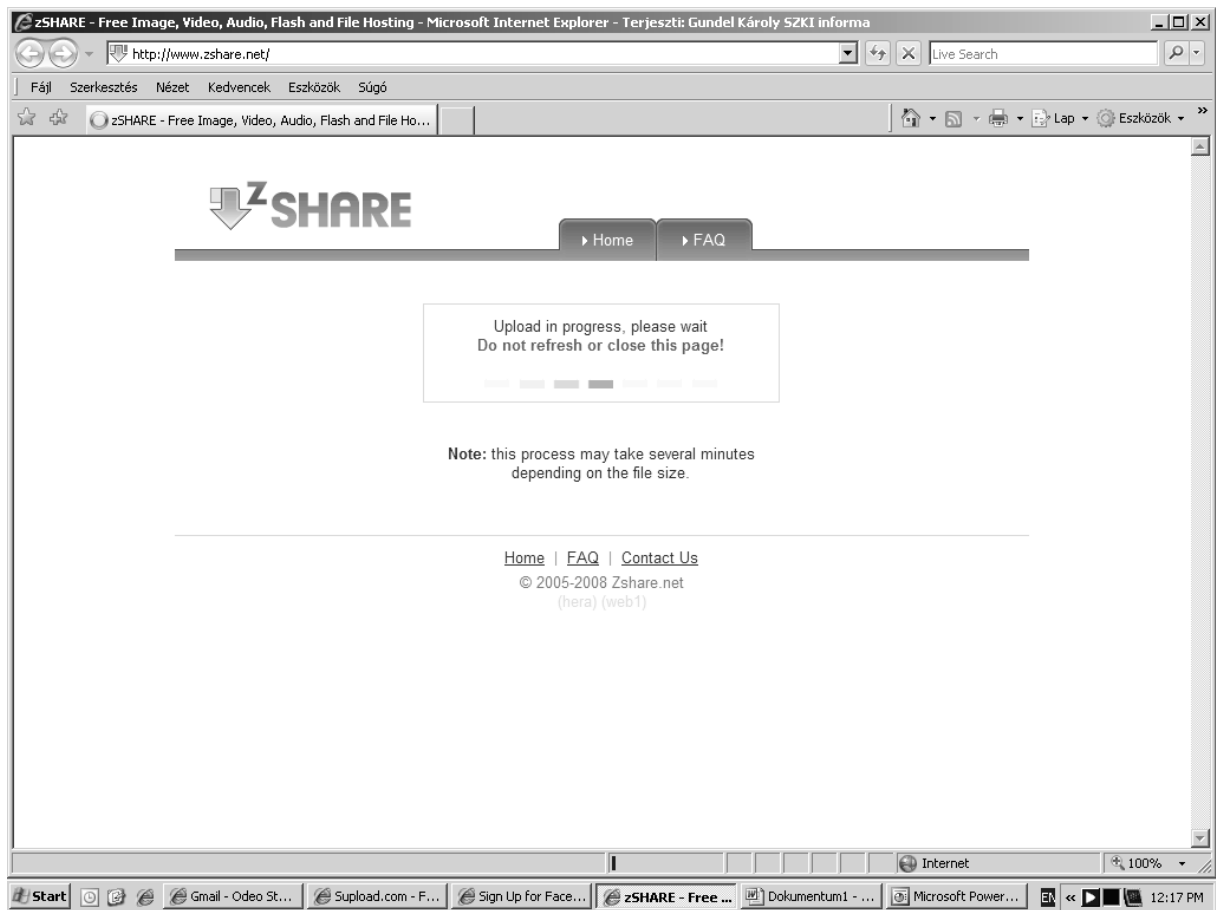 zSHARE - Free Image, Video, Audio, Flash and File Hosting - Microsoft Internet Explorer - Terjeszti: Gundel Károly SZKI informa
http://www.zshare.net/
Live Search
Fájl Szerkesztés Nézet Kedvencek Eszközök Súgó
zSHARE - Free Image, Video, Audio, Flash and File Ho...
Lap
Eszközök
zSHARE
Home
FAQ
Upload in progress, please wait
Do not refresh or close this page!
Note: this process may take several minutes
depending on the file size.
Home | FAQ | Contact Us
© 2005-2008 Zshare.net
(hera) (web1)
Internet
100%
Start
Gmail - Odeo St...
Supload.com - F...
Sign Up for Face...
zSHARE - Free ...
Dokumentum1 - ...
Microsoft Power...
EN
12:17 PM